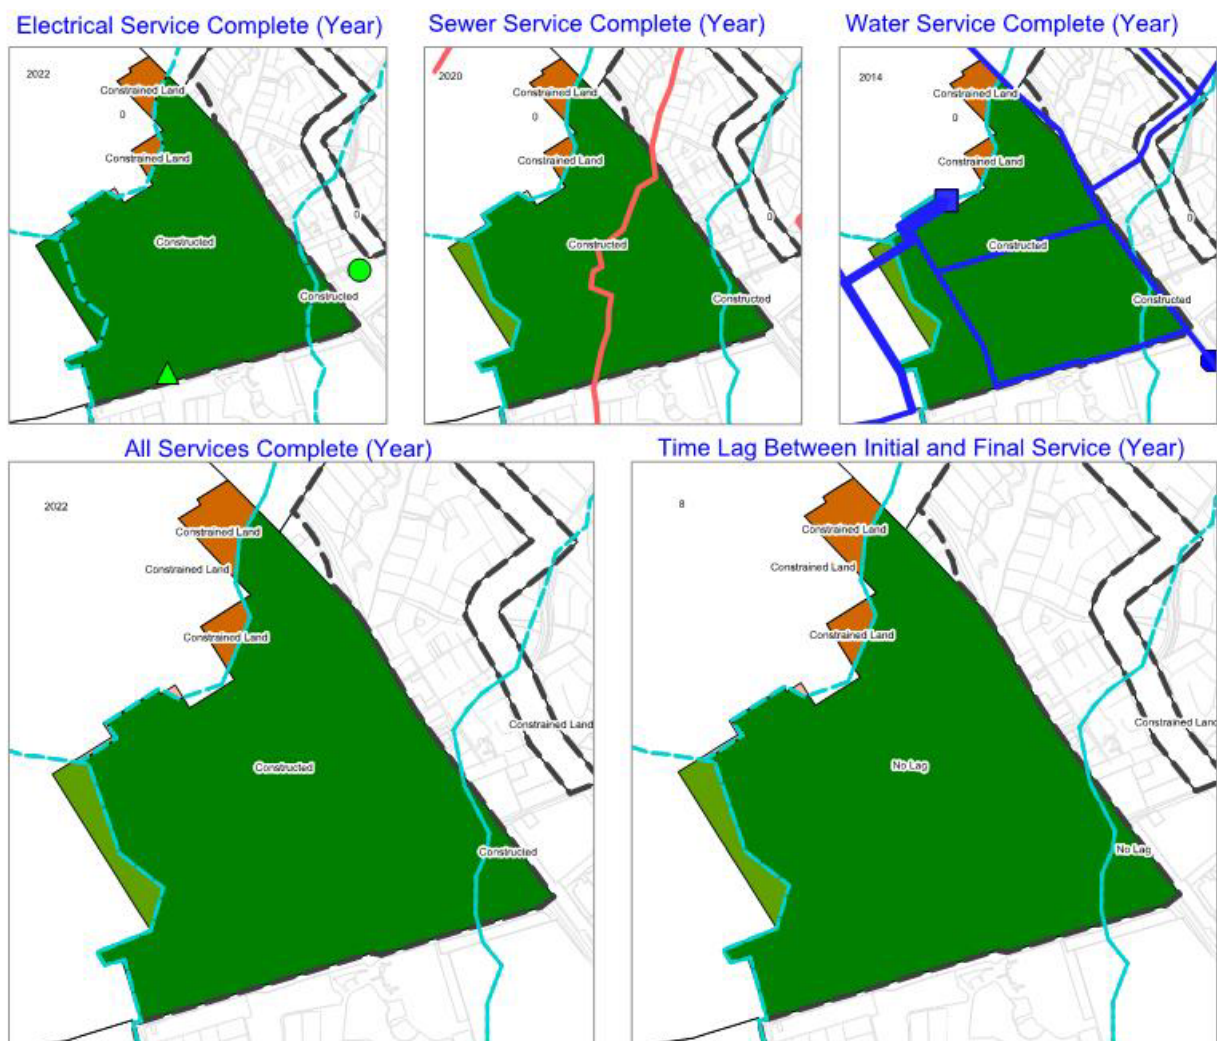 Electrical Service Complete (Year)
Sewer Service Complete (Year)
Water Service Complete (Year)
2022
Constrained Land
0
Constrained Land
0
Constructed
Constructed
2020
Constrained Land
0
Constrained Land
0
Constructed
Constructed
2014
Constrained Land
0
Constrained Land
0
Constructed
Constructed
All Services Complete (Year)
Time Lag Between Initial and Final Service (Year)
2022
Constrained Land
Constrained Land
Constrained Land
Constrained Land
Constructed
Constructed
8
Constrained Land
Constrained Land
Constrained Land
Constrained Land
No Lag
No Lag